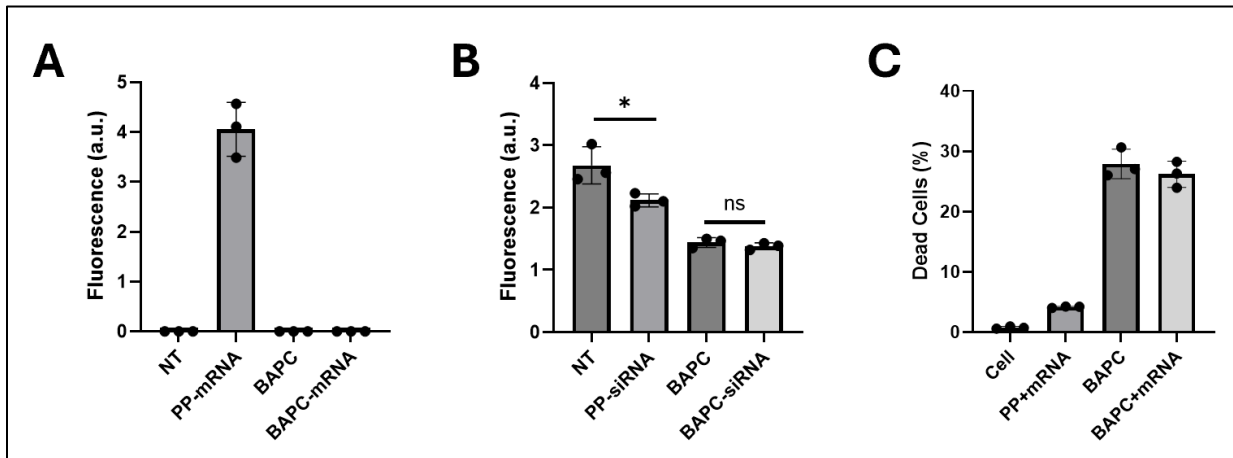 A
Fluorescence (a.u.)
5
4
3
2
1
0
NT
PP-mRNA
BAPC
BAPC-mRNA
B
Fluorescence (a.u.)
4
3
2
1
0
*
ns
NT
PP-siRNA
BAPC
BAPC-siRNA
C
Dead Cells (%)
40
30
20
10
0
Cell
PP+mRNA
BAPC
BAPC+mRNA